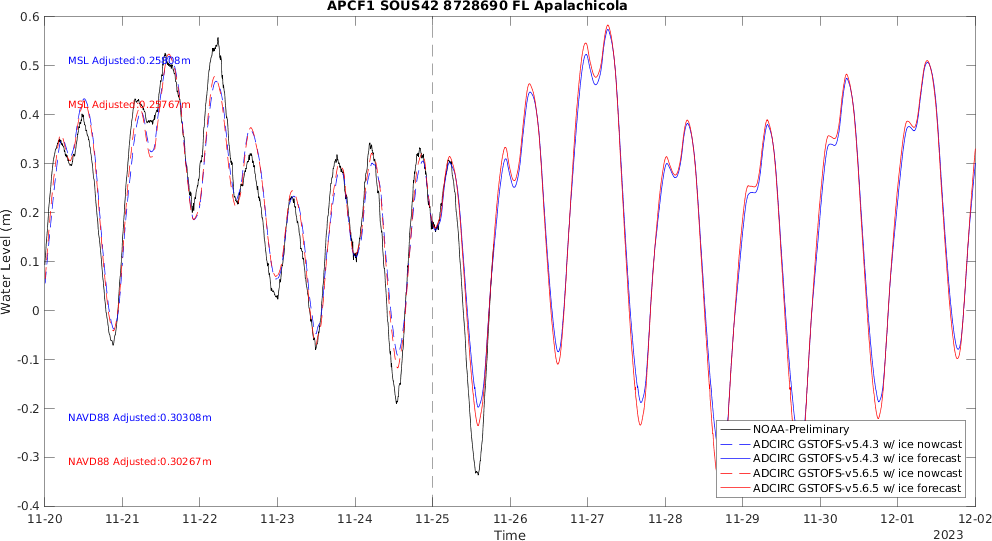 APCF1 SOUS42 8728690 FL Apalachicola
0.6
0.5
0.4
0.3
0.2
0.1
0
-0.1
-0.2
-0.3
-0.4
Water Level (m)
MSL Adjusted:0.25808m
MSL Adjusted:0.25767m
NAVD88 Adjusted:0.30308m
NAVD88 Adjusted:0.30267m
NOAA-Preliminary
ADCIRC GSTOFS-v5.4.3 w/ ice nowcast
ADCIRC GSTOFS-v5.4.3 w/ ice forecast
ADCIRC GSTOFS-v5.6.5 w/ ice nowcast
ADCIRC GSTOFS-v5.6.5 w/ ice forecast
11-20 11-21 11-22 11-23 11-24 11-25 11-26 11-27 11-28 11-29 11-30 12-01 12-02
Time
2023